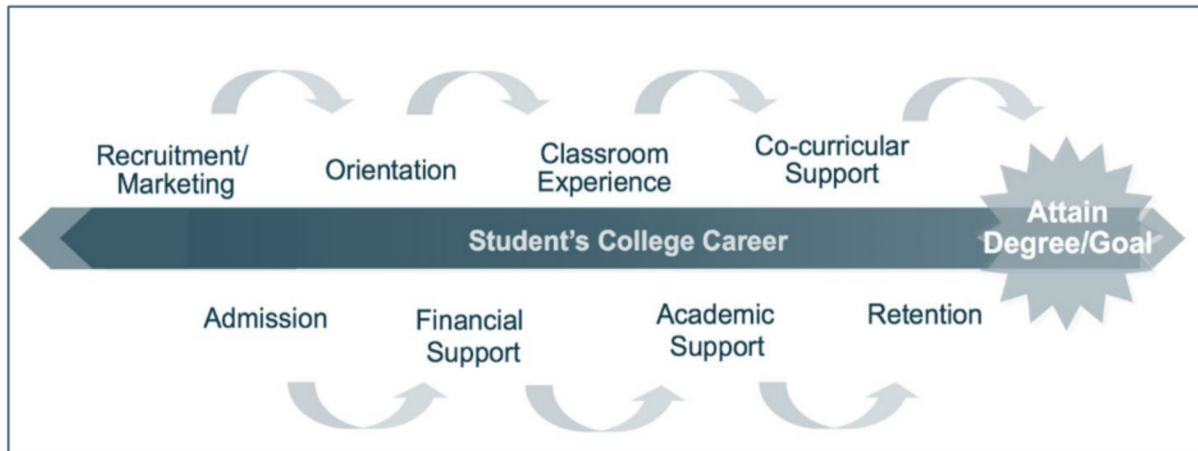 Recruitment/
Marketing
Orientation
Classroom
Experience
Co-curricular
Support
Student's College Career
Attain
Degree/Goal
Admission
Financial
Support
Academic
Support
Retention